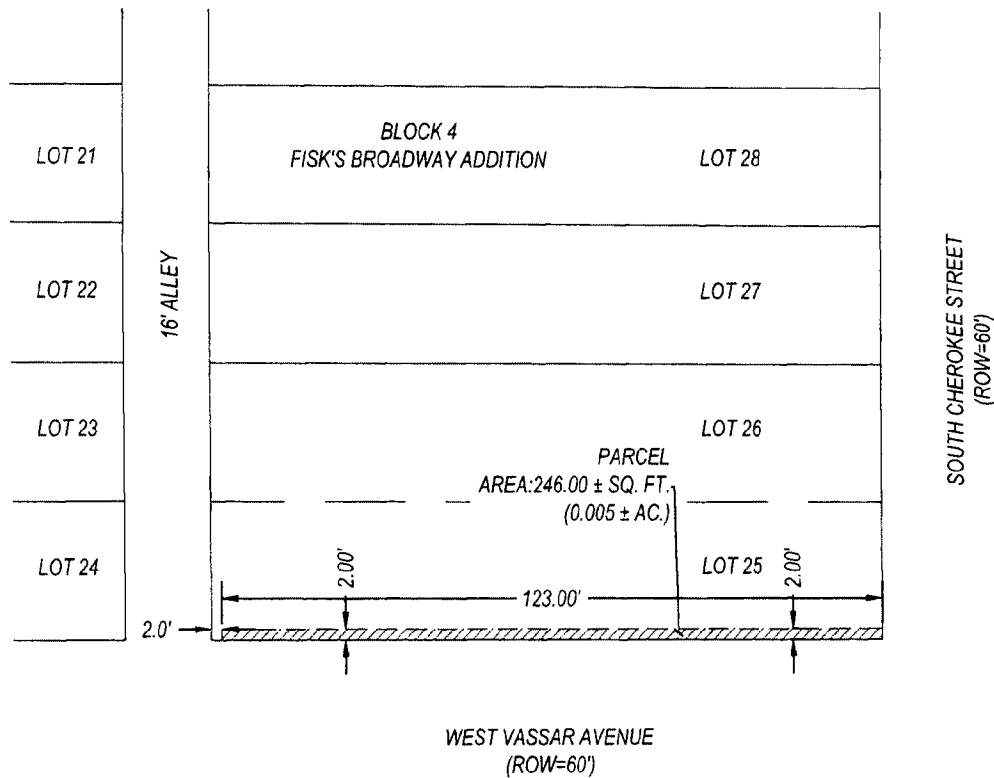 BLOCK 4
FISK'S BROADWAY ADDITION
LOT 21
LOT 28
16' ALLEY
LOT 22
LOT 27
SOUTH CHEROKEE STREET
(ROW=60')
LOT 23
LOT 26
PARCEL
AREA:246.00 ± SQ. FT.
(0.005 ± AC.)
LOT 24
2.00'
LOT 25
2.00'
123.00'
2.0'
WEST VASSAR AVENUE
(ROW=60')